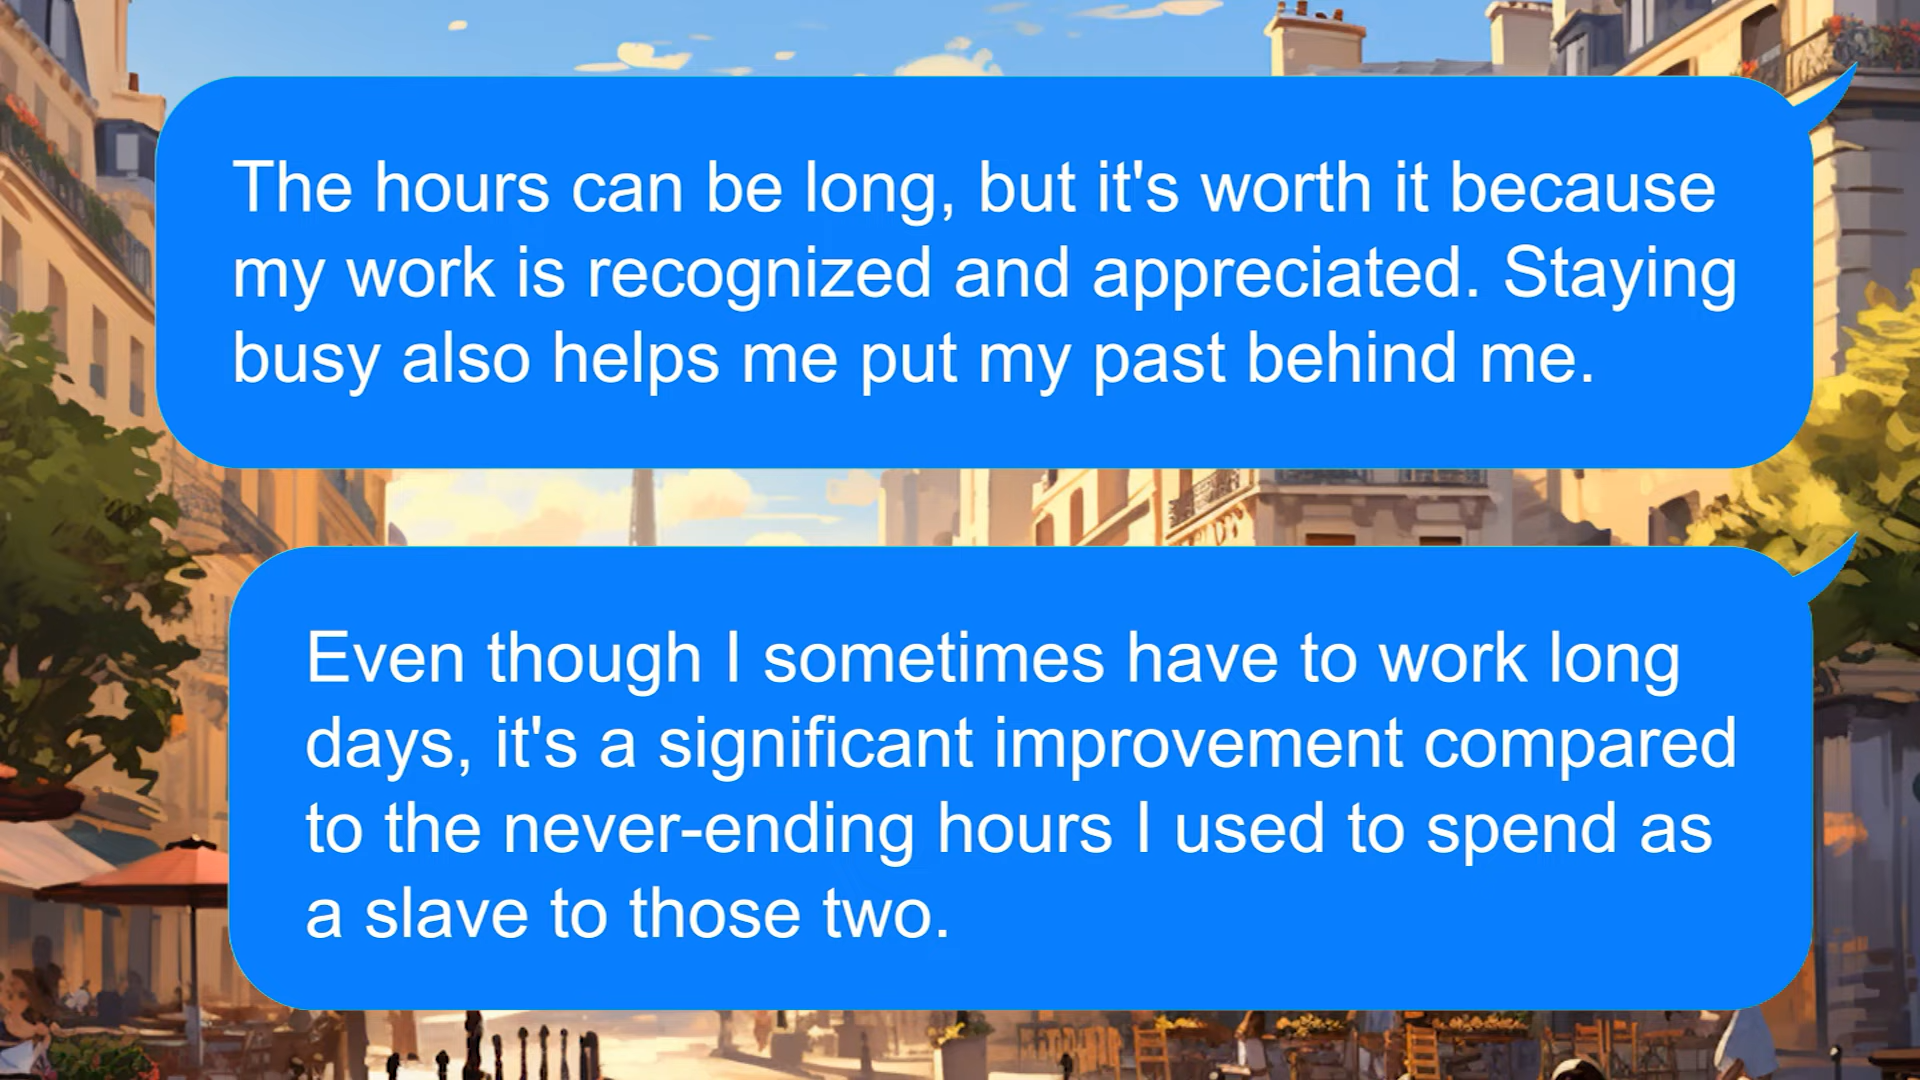 The hours can be long, but it's worth it because
my work is recognized and appreciated. Staying
busy also helps me put my past behind me.
Even though I sometimes have to work long
days, it's a significant improvement compared
to the never-ending hours I used to spend as
a slave to those two.